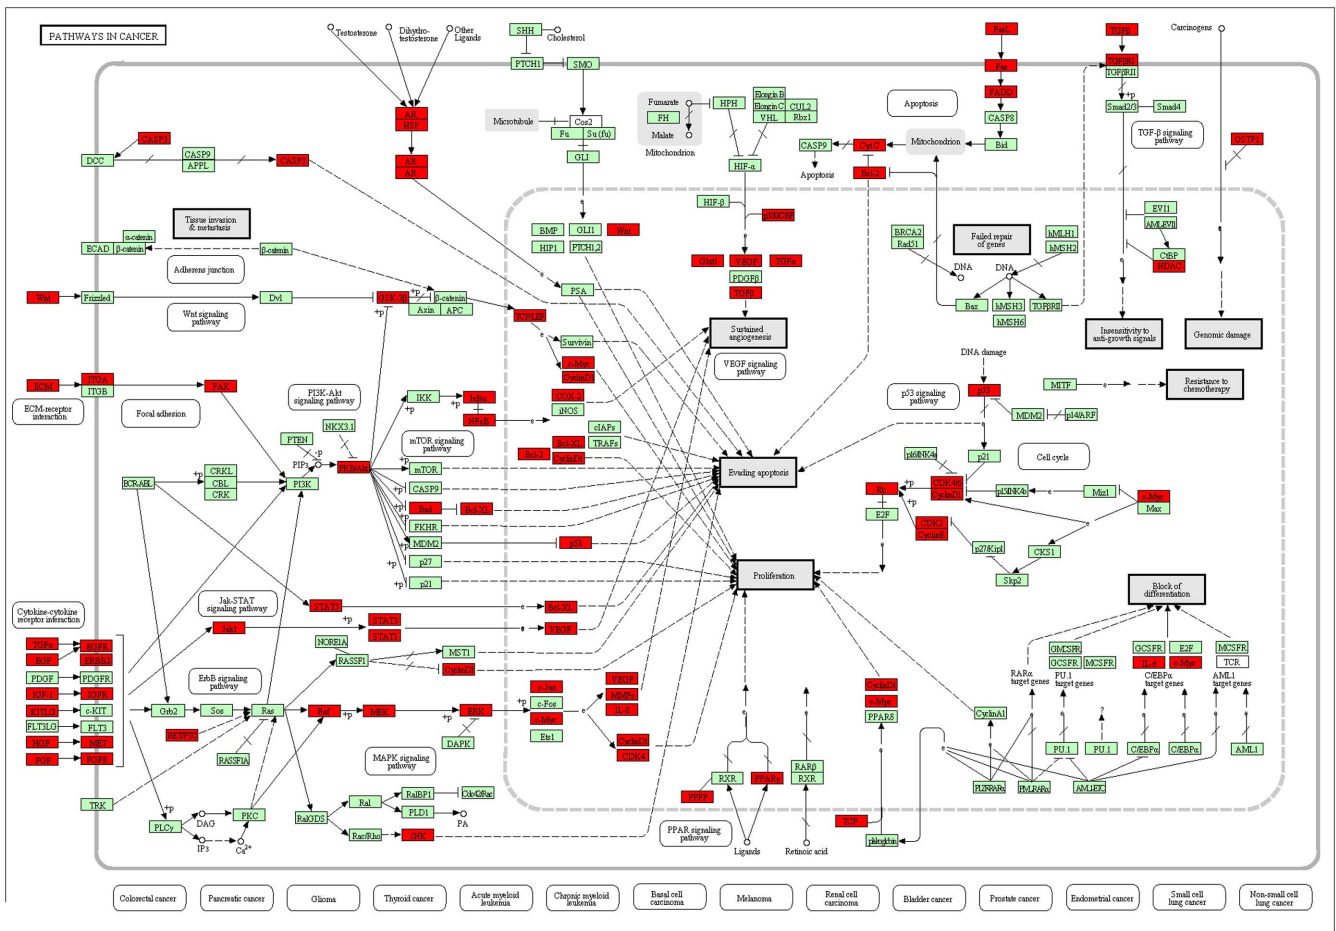 PATHWAYS IN CANCER
Testosterone
Dihydro-
testosterone
Other
Ligands
SHH
Cholesterol
PTCH1
SMO
FasL
Fas
FADD
CASP8
Bid
TGFβ
TGFβRI
TGFβRII
+p
Smad2/3
Smad4
Carcinogens
AR
HSP
AR
AR
Microtubule
Cos2
Fu
Su (fu)
GLI
Fumarate
FH
Malate
Mitochondrion
HPH
Elongin B
Elongin C
CUL2
VHL
Rbx1
HIF-α
Apoptosis
CASP9
CytC
Mitochondrion
Apoptosis
Bcl-2
TGF-β signaling
pathway
GSTP1
CASP3
DCC
CASP9
APPL
CASP3
Tissue invasion
& metastasis
α-catenin
ECAD
β-catenin
β-catenin
Adherens junction
Wnt
Frizzled
Dvl
GSK-3β
+p
β-catenin
Axin
APC
Wnt signaling
pathway
TCF/LEF
e
BMP
GLI1
Wnt
HIP1
PTCH1,2
PSA
Survivin
c-Myc
CyclinD1
HIF-β
p300CBP
e
Glut1
VEGF
TGFα
PDGFβ
TGFβ
Sustained
angiogenesis
VEGF signaling
pathway
BRCA2
Rad51
DNA
Failed repair
of genes
hMLH1
hMSH2
DNA
Bax
hMSH3
TGFβRII
hMSH6
EVI1
AMLEVI1
CtBP
HDAC
e
e
Insensitivity to
anti-growth signals
Genomic damage
DNA damage
p53
p53 signaling
pathway
MDM2
p14/ARF
MITF
e
Resistance to
chemotherapy
p21
Cell cycle
p16/INK4a
CDK4/6
CyclinD1
p15/INK4b
e
Miz1
c-Myc
Max
Rb
+p
E2F
CDK2
CyclinE
+p
e
p27/Kip1
CKS1
Skp2
e
ECM
ITGA
ITGB
FAK
ECM-receptor
interaction
Focal adhesion
PI3K-Akt
signaling pathway
PTEN
NKX3.1
PIP3
-p
+p
PKB/Akt
IKK
+p
IκBα
NFκB
e
COX-2
iNOS
cIAPs
TRAFs
Bcl-XL
Bcl-2
CyclinD1
mTOR signaling
pathway
mTOR
CASP9
Bad
Bcl-XL
FKHR
MDM2
p53
p27
p21
Evading apoptosis
Proliferation
BCR-ABL
+p
CRKL
CBL
CRK
PI3K
Cytokine-cytokine
receptor interaction
Jak-STAT
signaling pathway
STAT5
Jak1
+p
STAT3
STAT1
e
Bcl-XL
VEGF
TGFα
EGFR
EGF
ERBB2
PDGF
PDGFR
IGF-1
IGFR
KITLG
c-KIT
FLT3LG
FLT3
HGF
MET
FGF
FGFR
TRK
ErbB signaling
pathway
NORE1A
RASSF1
MST1
CyclinD1
Grb2
Sos
Ras
RET/PTC
RASSF1A
Raf
+p
MEK
+p
ERK
DAPK
+p
e
c-Jun
c-Fos
c-Myc
Ets1
e
VEGF
MMPs
IL-8
CyclinD1
CDK4
MAPK signaling
pathway
+p
PLCγ
DAG
IP3
Ca2+
PKC
RalGDS
Ral
RalBP1
Cdc42/Rac
PLD1
PA
Rac/Rho
JNK
RXR
PPARγ
PPFP
PPAR signaling
pathway
Ligands
RARβ
RXR
Retinoic acid
CyclinD1
c-Myc
PPARδ
TCF
e
plakoglobin
Block of
differentiation
GMCSFR
GCSFR
MCSFR
RARα
target genes
PU.1
target genes
GCSFR
E2F
IL-6
c-Myc
C/EBPα
target genes
MCSFR
TCR
AML1
target genes
CyclinA1
?
PU.1
PU.1
C/EBPα
C/EBPα
AML1
PLZF-RARα
PML-RARα
AML1-ETO
Colorectal cancer
Pancreatic cancer
Glioma
Thyroid cancer
Acute myeloid
leukemia
Chronic myeloid
leukemia
Basal cell
carcinoma
Melanoma
Renal cell
carcinoma
Bladder cancer
Prostate cancer
Endometrial cancer
Small cell
lung cancer
Non-small cell
lung cancer